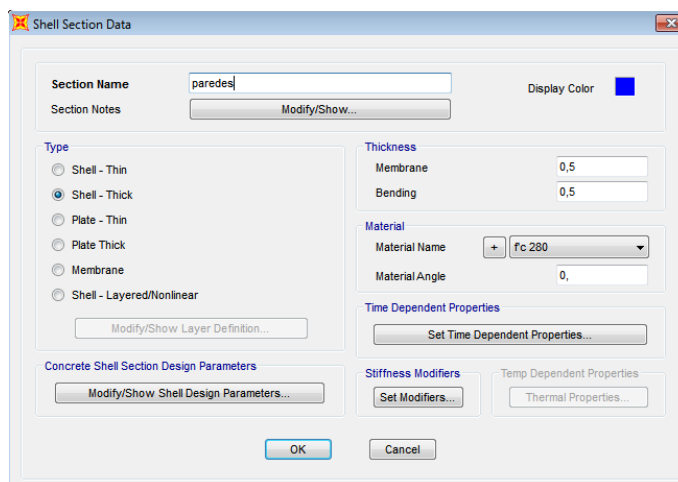 Shell Section Data
Section Name
paredes
Display Color
Section Notes
Modify/Show...
Type
Shell - Thin
Shell - Thick
Plate - Thin
Plate Thick
Membrane
Shell - Layered/Nonlinear
Modify/Show Layer Definition...
Thickness
Membrane
0,5
Bending
0,5
Material
Material Name
+
f'c 280
Material Angle
0,
Time Dependent Properties
Set Time Dependent Properties...
Concrete Shell Section Design Parameters
Modify/Show Shell Design Parameters...
Stiffness Modifiers
Set Modifiers...
Temp Dependent Properties
Thermal Properties...
OK
Cancel